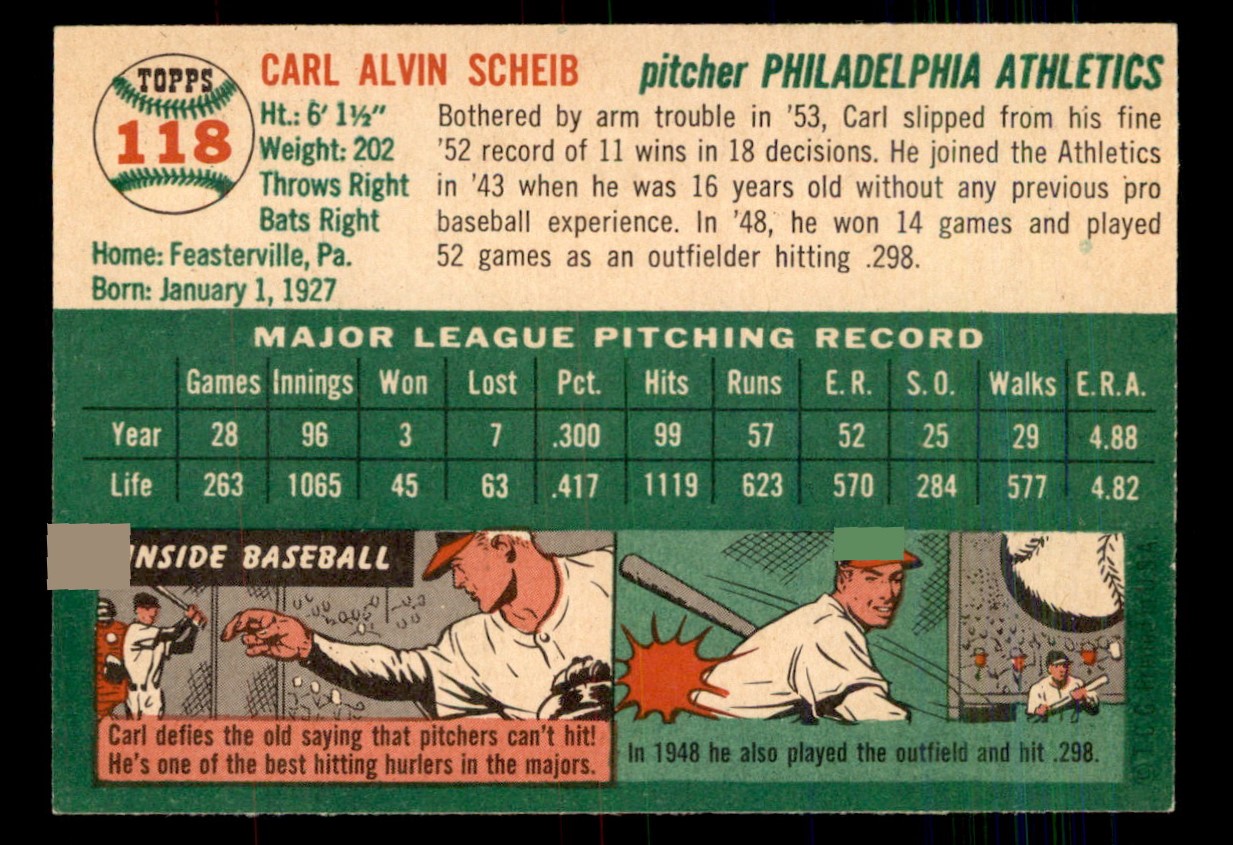 TOPPS
118
CARL ALVIN SCHEIB
pitcher PHILADELPHIA ATHLETICS
Ht.: 6' 1½"
Weight: 202
Throws Right
Bats Right
Home: Feasterville, Pa.
Born: January 1, 1927
Bothered by arm trouble in '53, Carl slipped from his fine
'52 record of 11 wins in 18 decisions. He joined the Athletics
in '43 when he was 16 years old without any previous pro
baseball experience. In '48, he won 14 games and played
52 games as an outfielder hitting .298.
MAJOR LEAGUE PITCHING RECORD
Games Innings Won Lost Pct. Hits Runs E.R. S.O. Walks E.R.A.
Year 28 96 3 7 .300 99 57 52 25 29 4.88
Life 263 1065 45 63 .417 1119 623 570 284 577 4.82
INSIDE BASEBALL
Carl defies the old saying that pitchers can't hit!
He's one of the best hitting hurlers in the majors.
In 1948 he also played the outfield and hit .298.